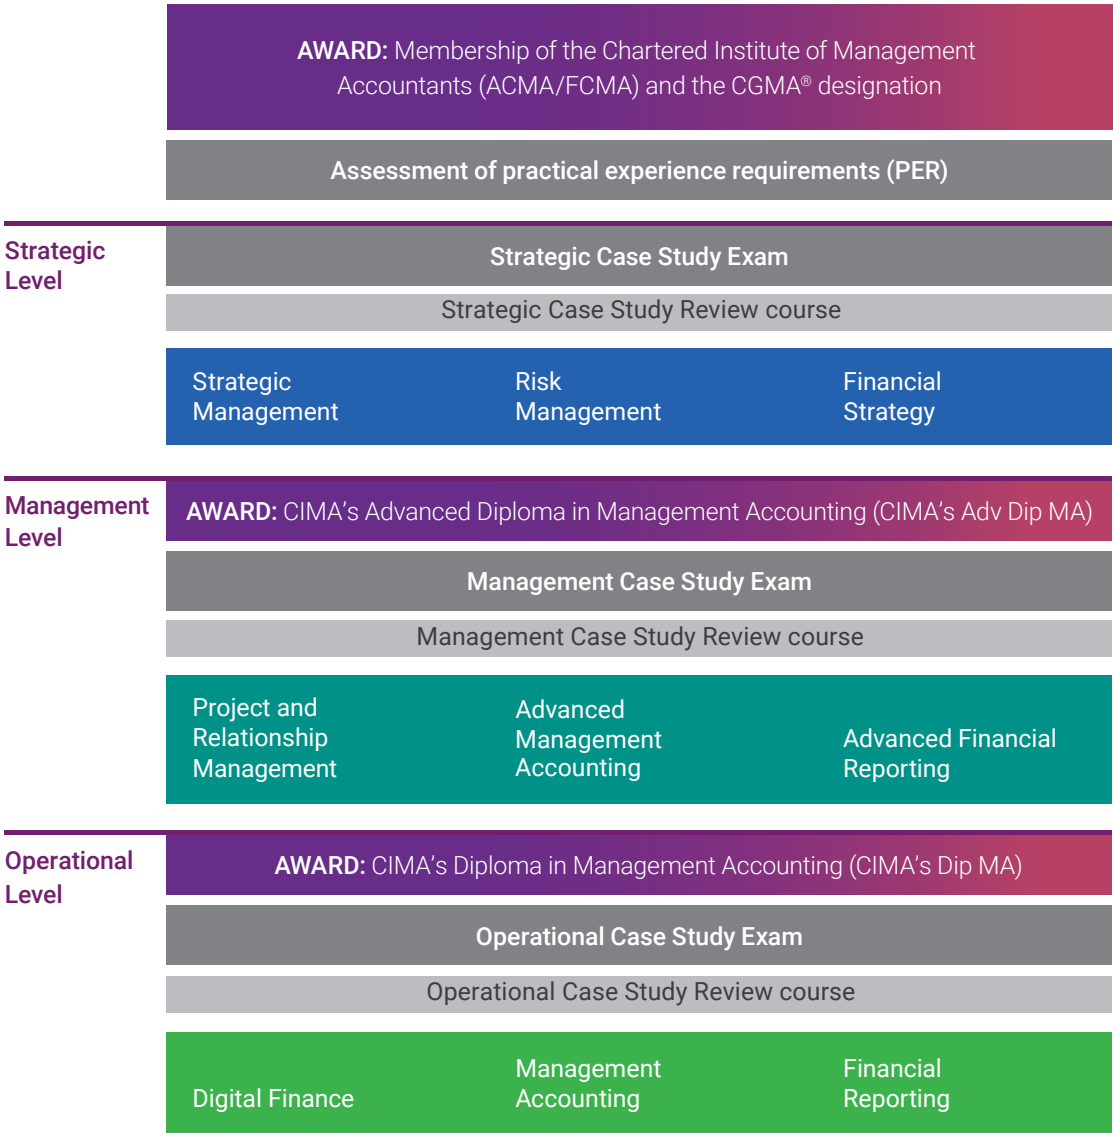 AWARD: Membership of the Chartered Institute of Management
Accountants (ACMA/FCMA) and the CGMA® designation
Assessment of practical experience requirements (PER)
Strategic
Level
Strategic Case Study Exam
Strategic Case Study Review course
Strategic
Management
Risk
Management
Financial
Strategy
Management
Level
AWARD: CIMA’s Advanced Diploma in Management Accounting (CIMA’s Adv Dip MA)
Management Case Study Exam
Management Case Study Review course
Project and
Relationship
Management
Advanced
Management
Accounting
Advanced Financial
Reporting
Operational
Level
AWARD: CIMA’s Diploma in Management Accounting (CIMA’s Dip MA)
Operational Case Study Exam
Operational Case Study Review course
Digital Finance
Management
Accounting
Financial
Reporting